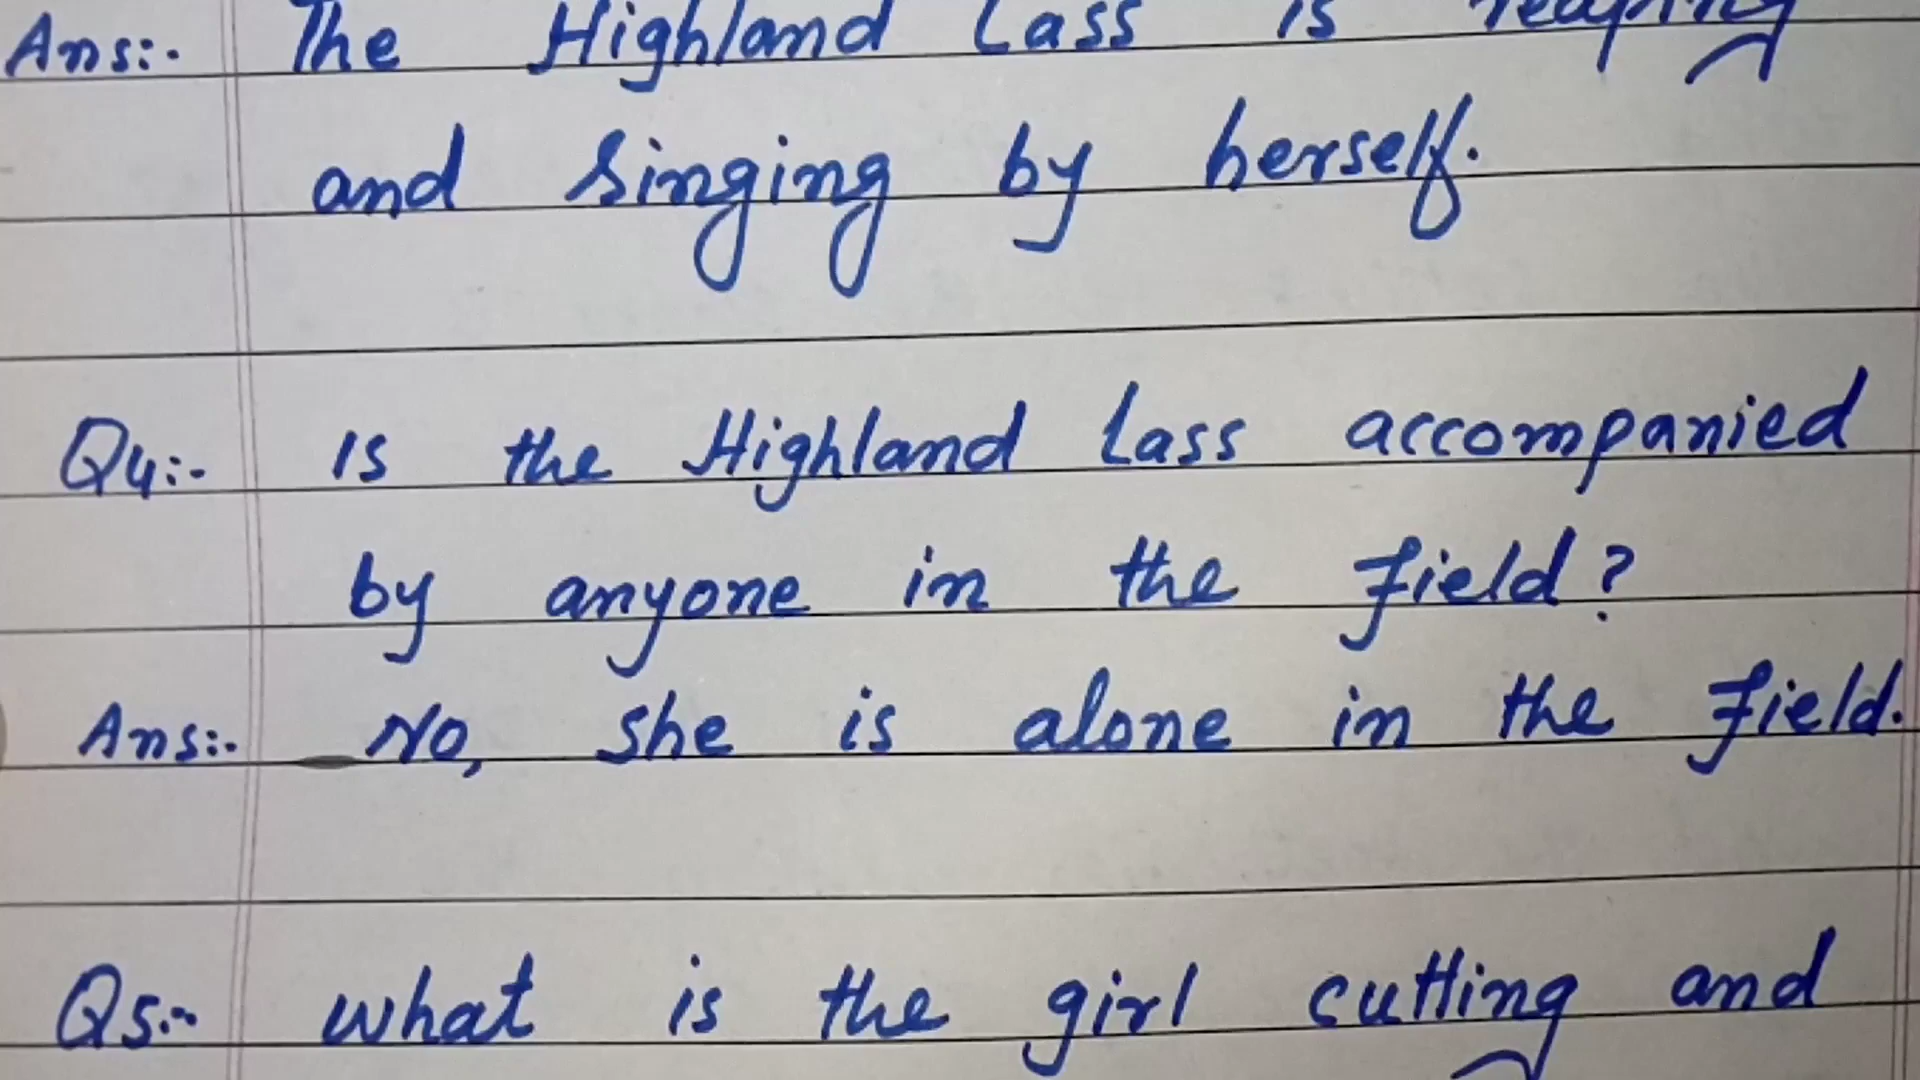 Ans:- The Highland Lass is reaping
and singing by herself.
Q4:- Is the Highland Lass accompanied
by anyone in the field?
Ans:- No, she is alone in the field.
Q5:- what is the girl cutting and